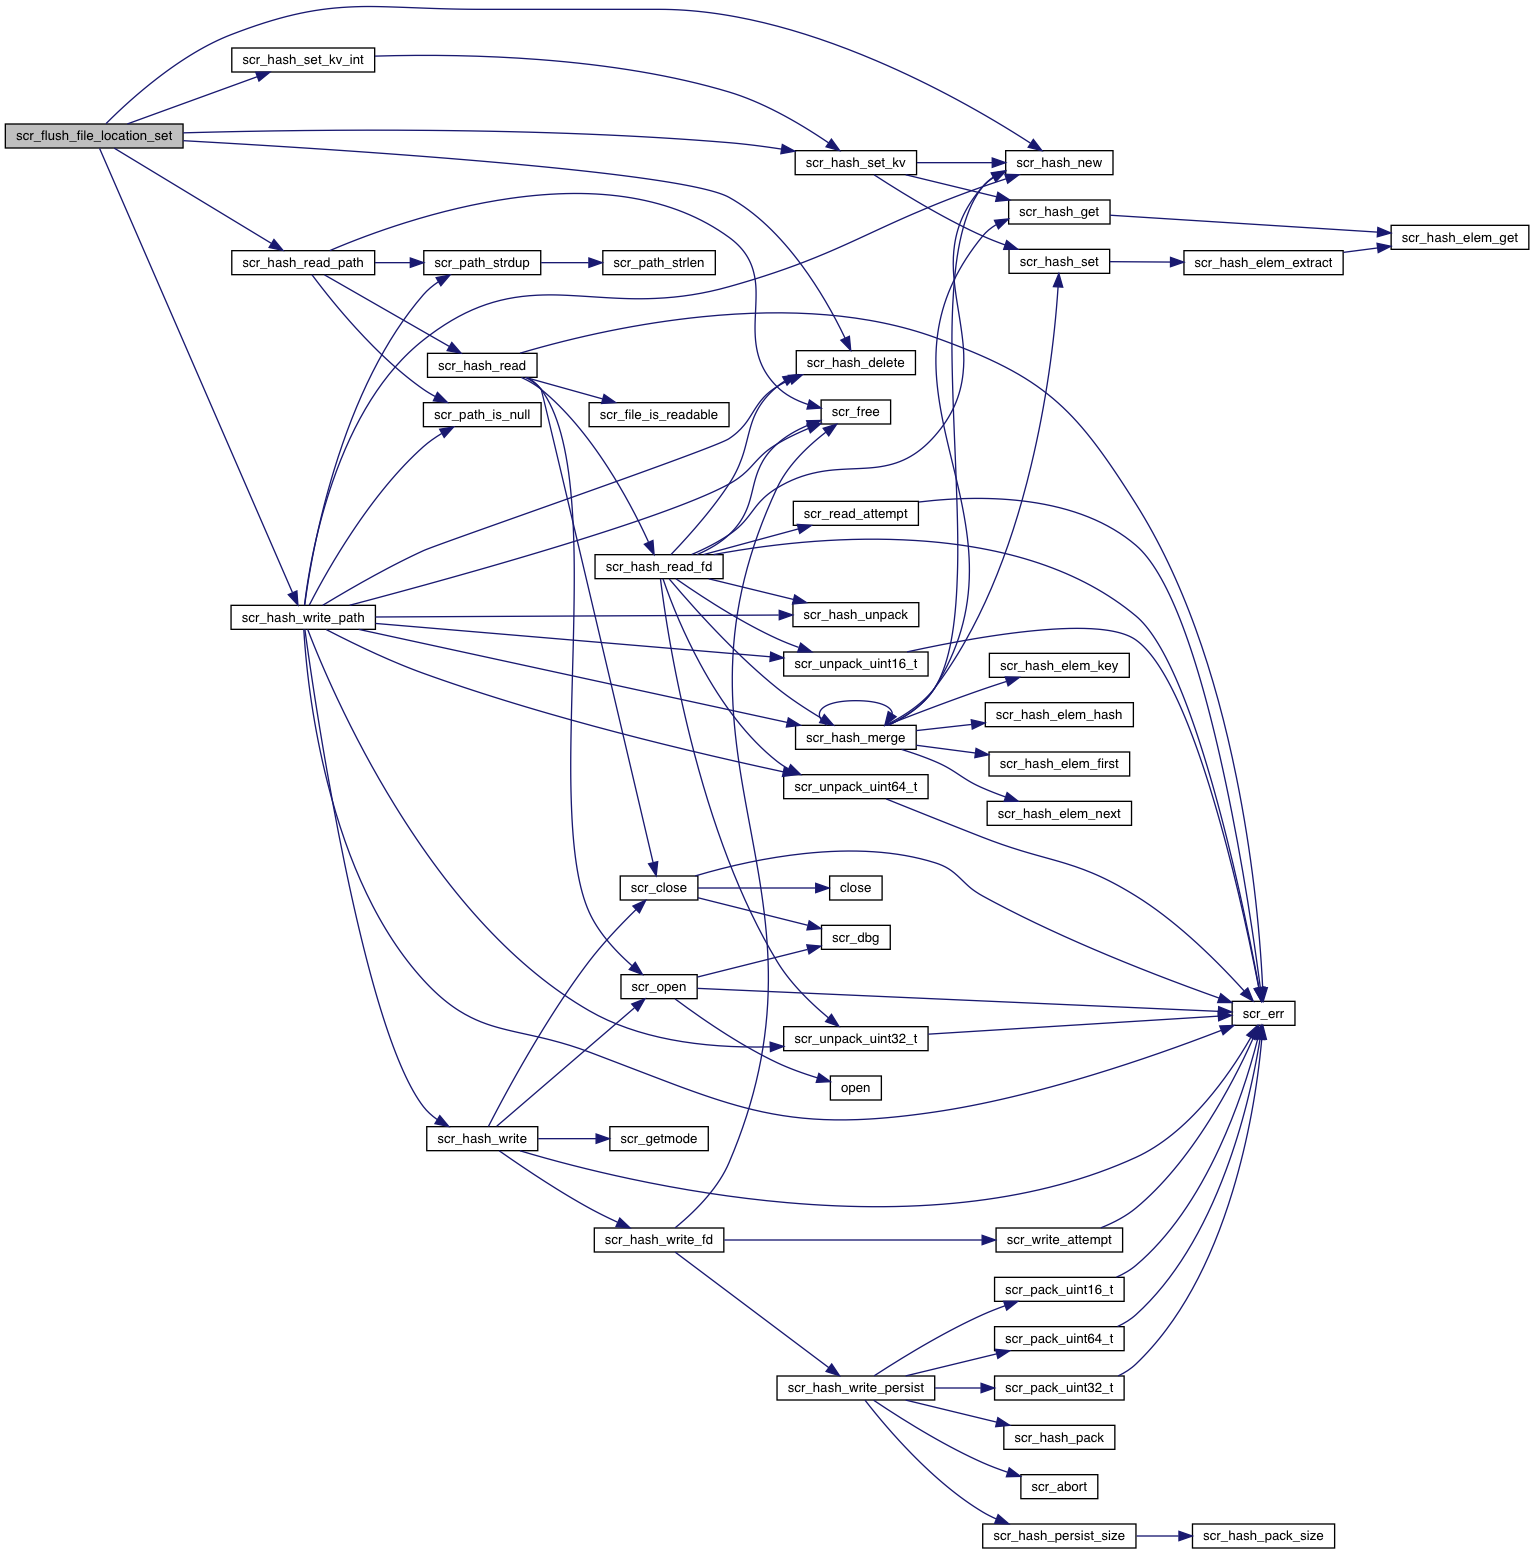 scr_hash_set_kv_int
scr_flush_file_location_set
scr_hash_set_kv
scr_hash_new
scr_hash_get
scr_hash_elem_get
scr_hash_read_path
scr_path_strdup
scr_path_strlen
scr_hash_set
scr_hash_elem_extract
scr_hash_read
scr_hash_delete
scr_path_is_null
scr_file_is_readable
scr_free
scr_read_attempt
scr_hash_read_fd
scr_hash_write_path
scr_hash_unpack
scr_unpack_uint16_t
scr_hash_elem_key
scr_hash_elem_hash
scr_hash_merge
scr_hash_elem_first
scr_unpack_uint64_t
scr_hash_elem_next
scr_close
close
scr_dbg
scr_open
scr_err
scr_unpack_uint32_t
open
scr_hash_write
scr_getmode
scr_hash_write_fd
scr_write_attempt
scr_pack_uint16_t
scr_pack_uint64_t
scr_hash_write_persist
scr_pack_uint32_t
scr_hash_pack
scr_abort
scr_hash_persist_size
scr_hash_pack_size